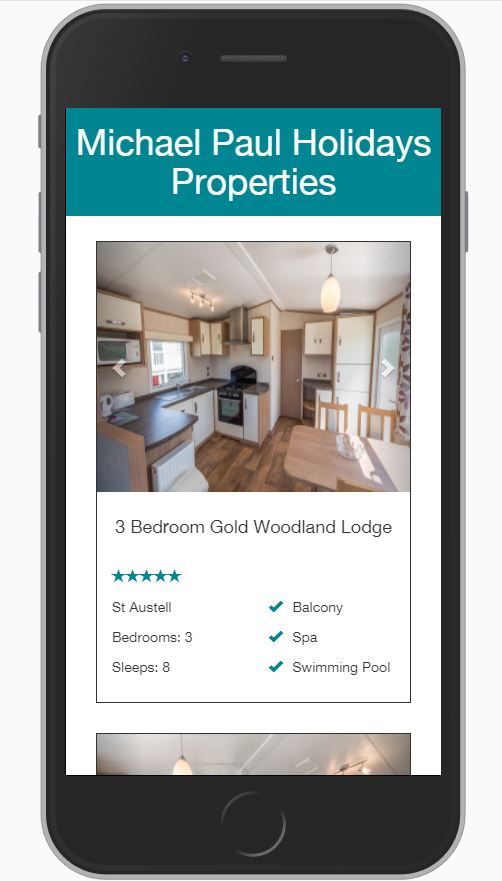 Michael Paul Holidays
Properties
3 Bedroom Gold Woodland Lodge
St Austell
Balcony
Bedrooms: 3
Spa
Sleeps: 8
Swimming Pool